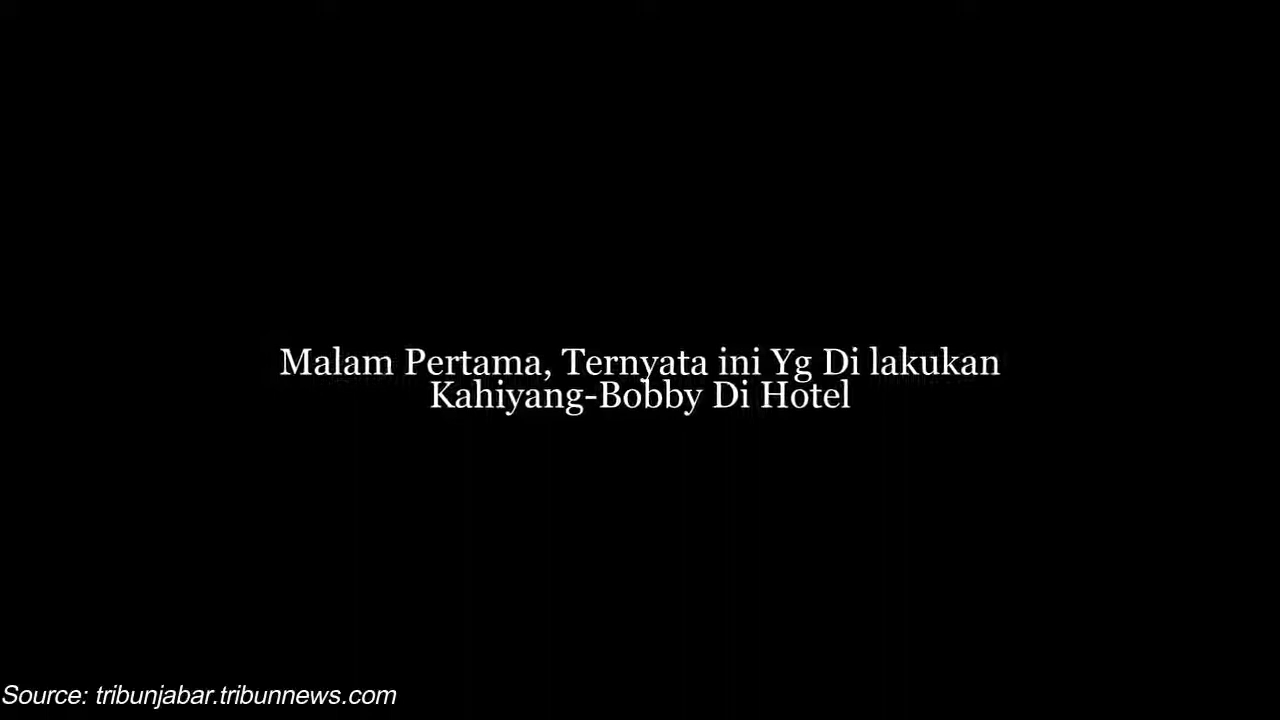 Malam Pertama, Ternyata ini Yg Di lakukan
Kahiyang-Bobby Di Hotel
Source: tribunjabar.tribunnews.com